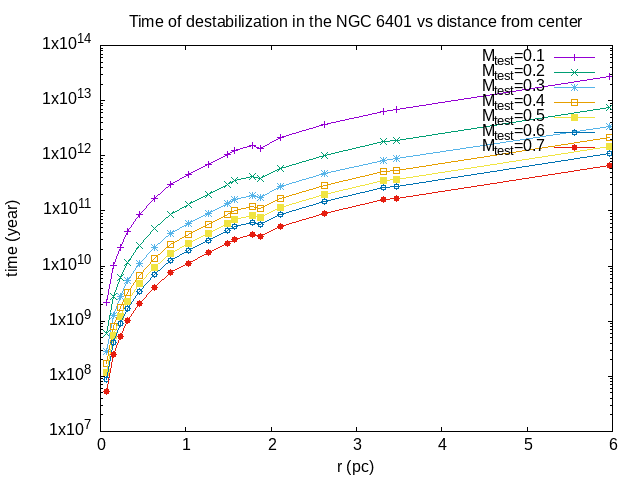 Time of destabilization in the NGC 6401 vs distance from center
1x10^14
1x10^13
1x10^12
1x10^11
1x10^10
1x10^9
1x10^8
1x10^7
time (year)
M_test=0.1
M_test=0.2
M_test=0.3
M_test=0.4
M_test=0.5
M_test=0.6
M_test=0.7
0 1 2 3 4 5 6
r (pc)